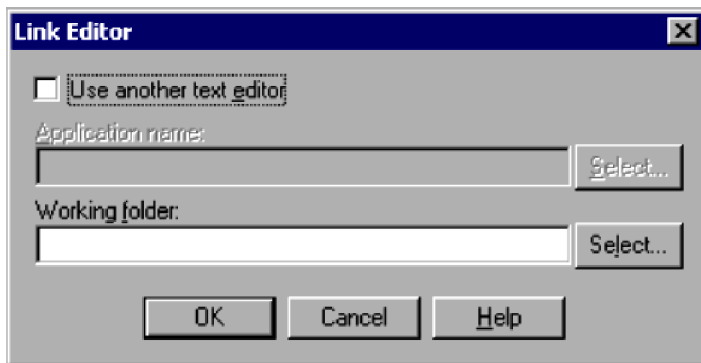 Link Editor
Use another text editor
Application name:
Select...
Working folder:
Select...
OK Cancel Help